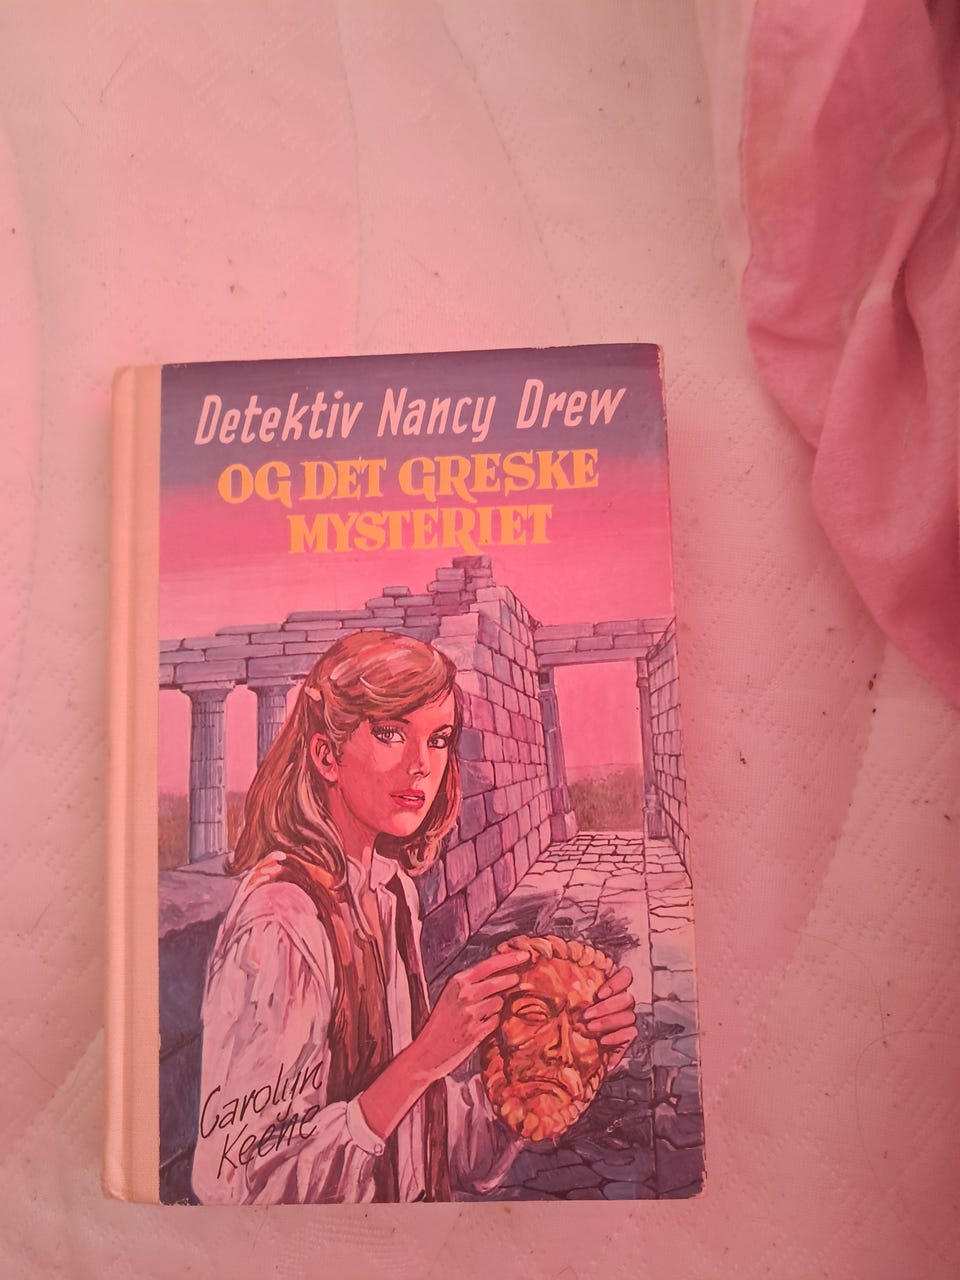 Detektiv Nancy Drew
OG DET GRESKE
MYSTERIET
Carolyn
Keene